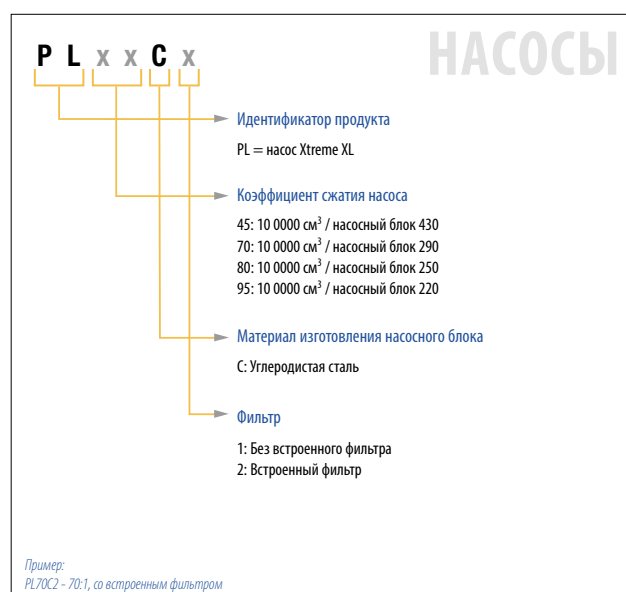 НАСОСЫ
P L x x C x
Идентификатор продукта
PL = насос Xtreme XL
Коэффициент сжатия насоса
45: 10 0000 см³ / насосный блок 430
70: 10 0000 см³ / насосный блок 290
80: 10 0000 см³ / насосный блок 250
95: 10 0000 см³ / насосный блок 220
Материал изготовления насосного блока
C: Углеродистая сталь
Фильтр
1: Без встроенного фильтра
2: Встроенный фильтр
Пример:
PL70C2 - 70:1, со встроенным фильтром